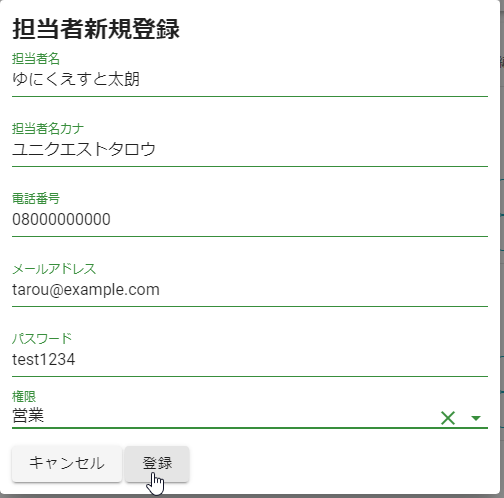 担当者新規登録
担当者名
ゆにくえすと太朗
担当者名カナ
ユニクエストタロウ
電話番号
08000000000
メールアドレス
tarou@example.com
パスワード
test1234
権限
営業
キャンセル 登録